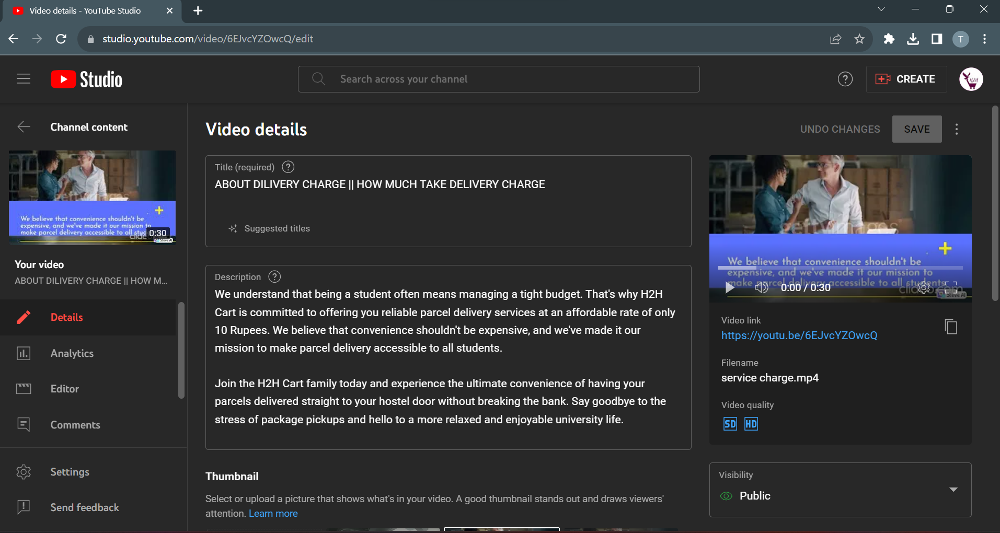 Video details - YouTube Studio
studio.youtube.com/video/6EJvcYZOwcQ/edit
T
Studio
Search across your channel
CREATE
H2H
Channel content
Video details
UNDO CHANGES
SAVE
We believe that convenience shouldn't be
expensive, and we've made it our mission to
make parcel delivery accessible to all stud
0:30
Steve AI
Your video
ABOUT DILIVERY CHARGE || HOW M...
Details
Analytics
Editor
Comments
Settings
Send feedback
Title (required)
ABOUT DILIVERY CHARGE || HOW MUCH TAKE DELIVERY CHARGE
Suggested titles
Description
We understand that being a student often means managing a tight budget. That's why H2H
Cart is committed to offering you reliable parcel delivery services at an affordable rate of only
10 Rupees. We believe that convenience shouldn't be expensive, and we've made it our
mission to make parcel delivery accessible to all students.
Join the H2H Cart family today and experience the ultimate convenience of having your
parcels delivered straight to your hostel door without breaking the bank. Say goodbye to the
stress of package pickups and hello to a more relaxed and enjoyable university life.
Thumbnail
Select or upload a picture that shows what's in your video. A good thumbnail stands out and draws viewers'
attention. Learn more
We believe that convenience shouldn't be
expensive, and we've made it our mission to
make parcel delivery accessible to all students
0:00 / 0:30
Steve AI
Video link
https://youtu.be/6EJvcYZOwcQ
Filename
service charge.mp4
Video quality
SD HD
Visibility
Public